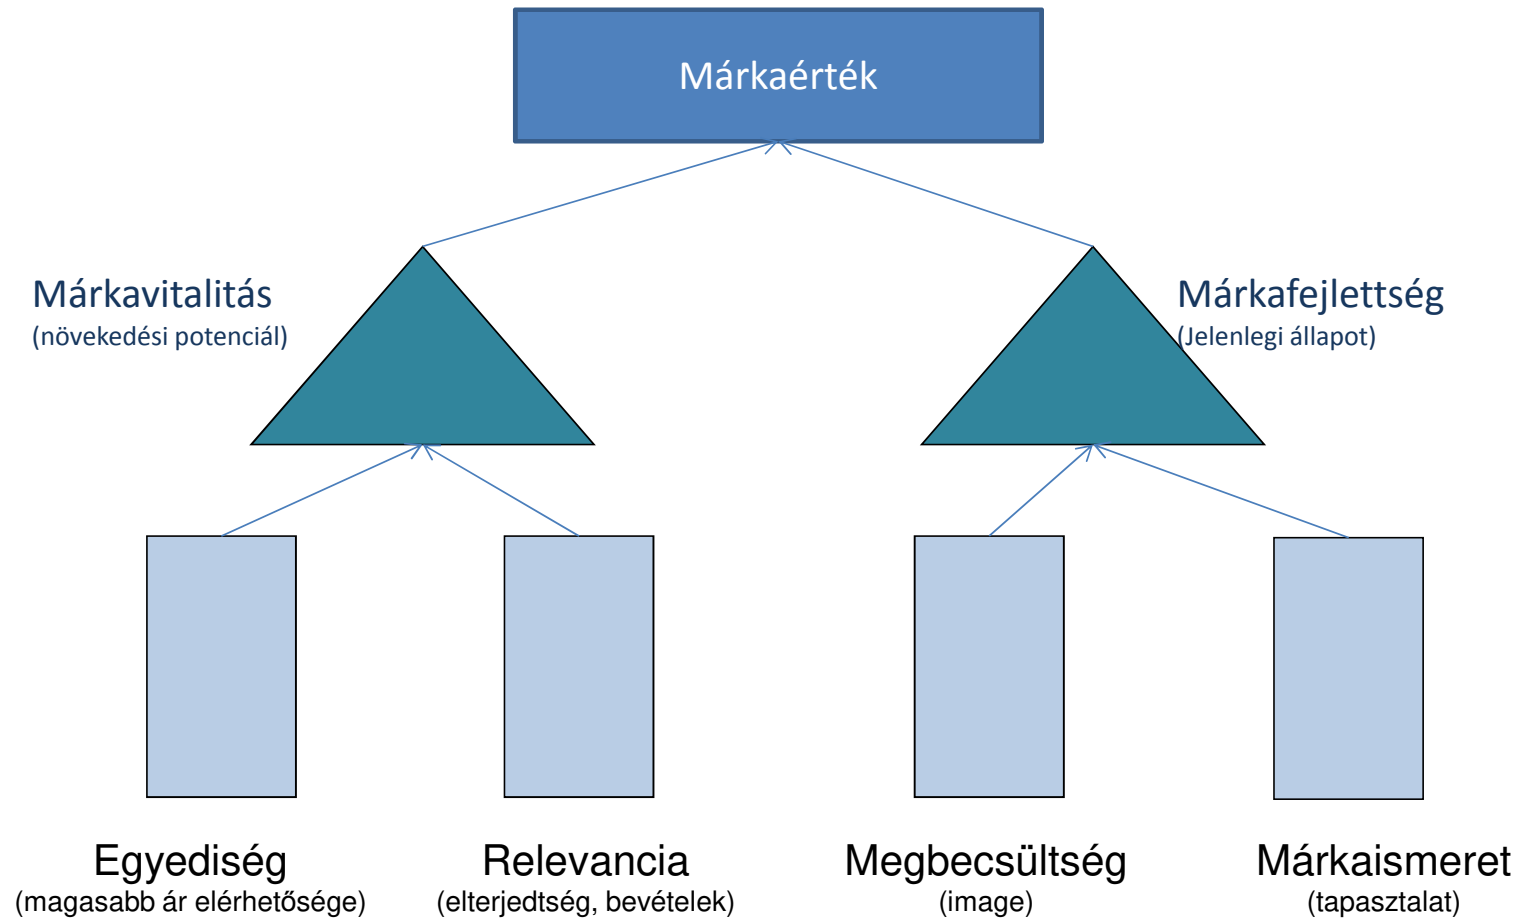 Márkaérték
Márkavitalitás
(növekedési potenciál)
Márkafejlettség
(Jelenlegi állapot)
Egyediség
(magasabb ár elérhetősége)
Relevancia
(elterjedtség, bevételek)
Megbecsültség
(image)
Márkaismeret
(tapasztalat)